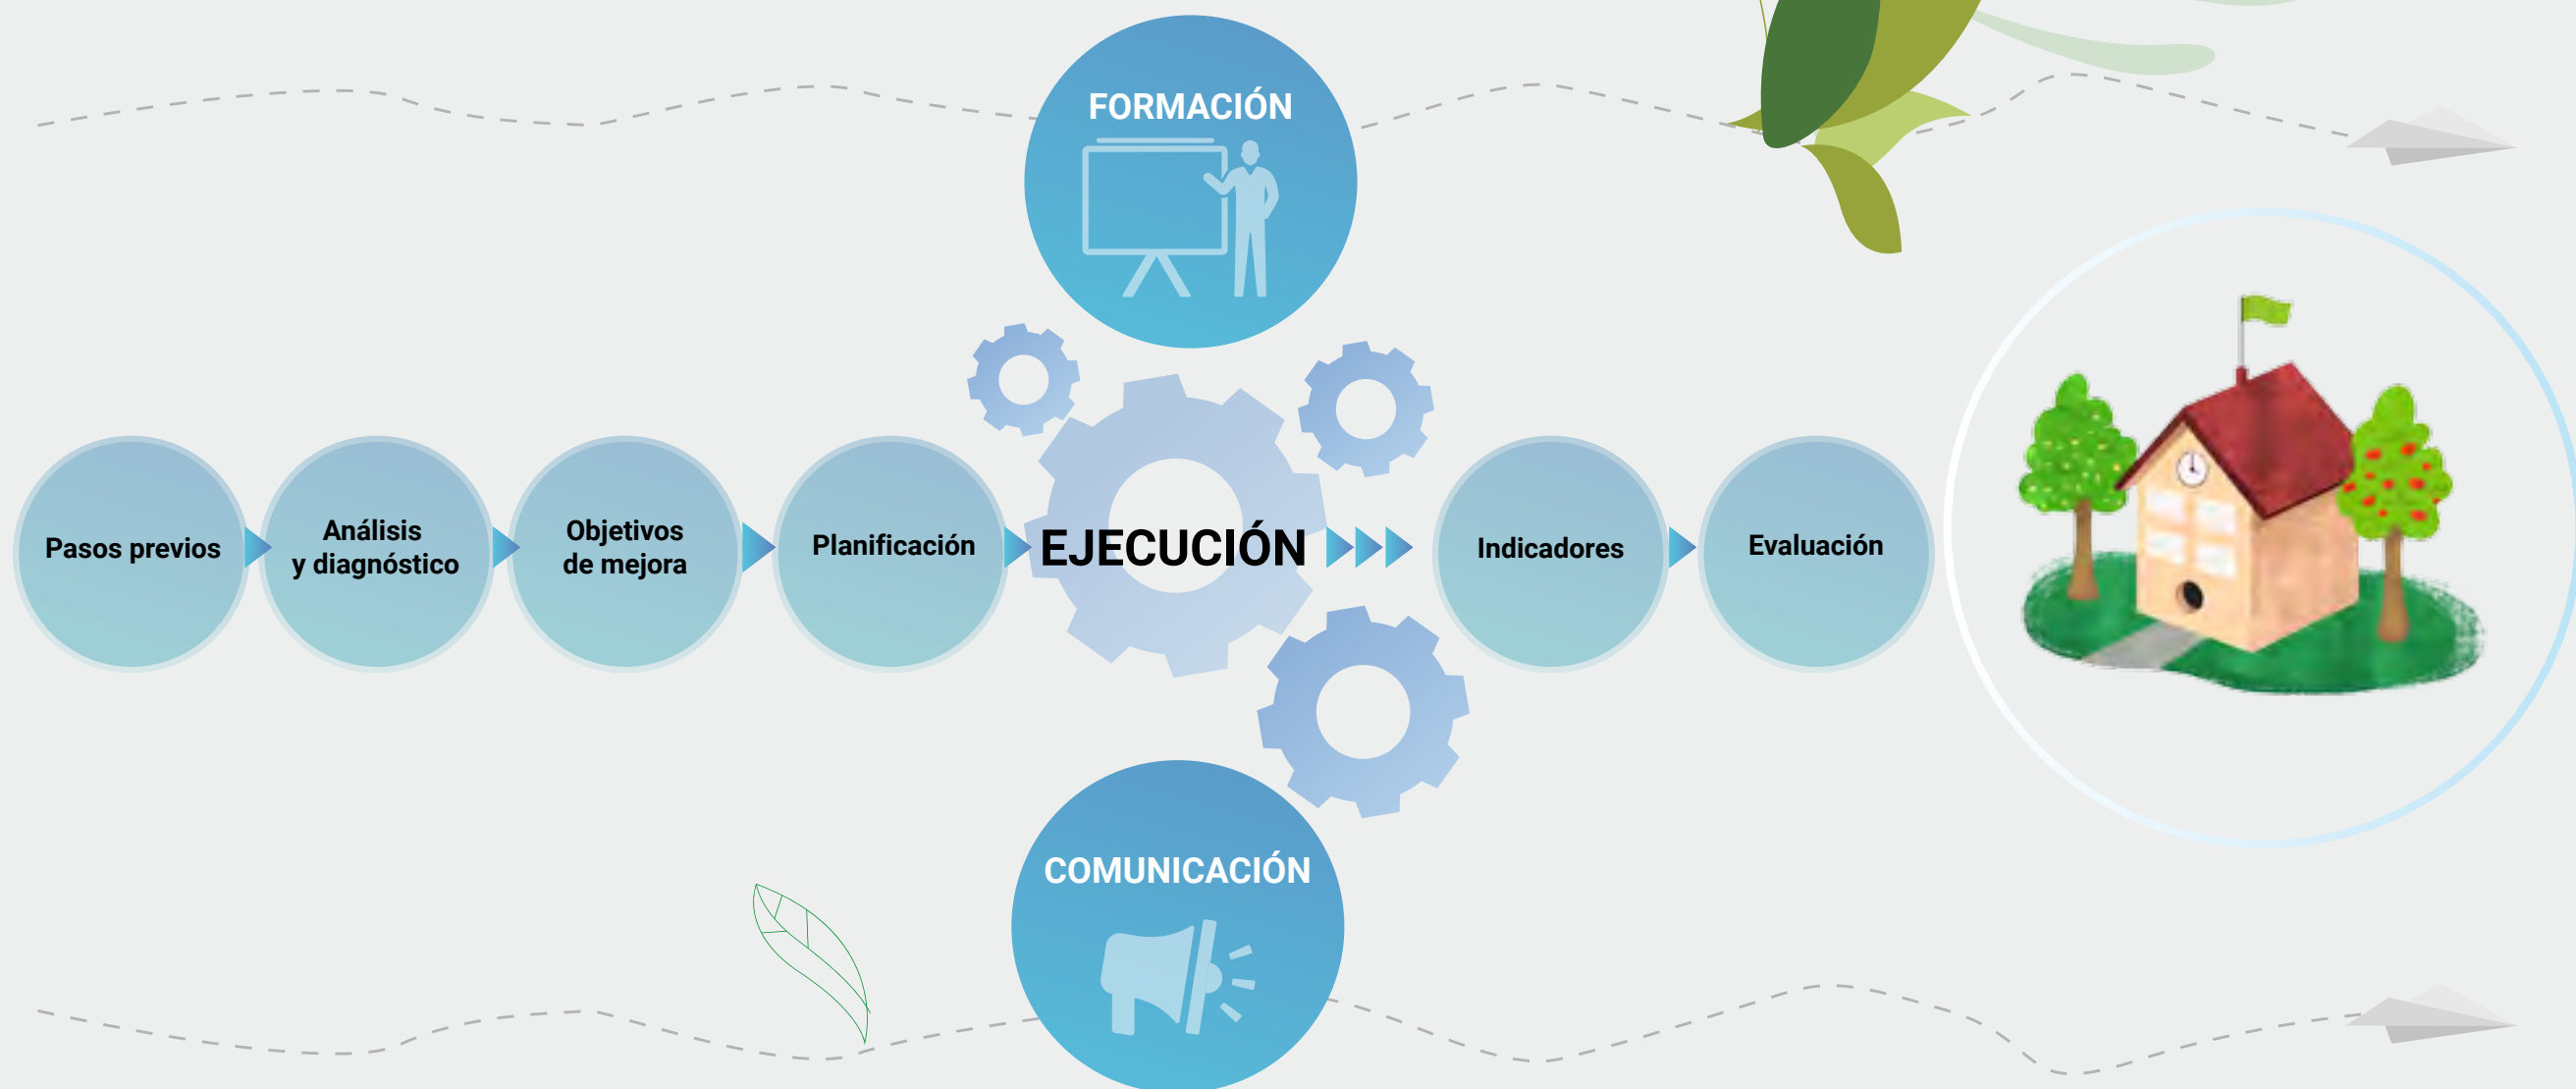 FORMACIÓN
Pasos previos
Análisis
y diagnóstico
Objetivos
de mejora
Planificación
EJECUCIÓN
Indicadores
Evaluación
COMUNICACIÓN